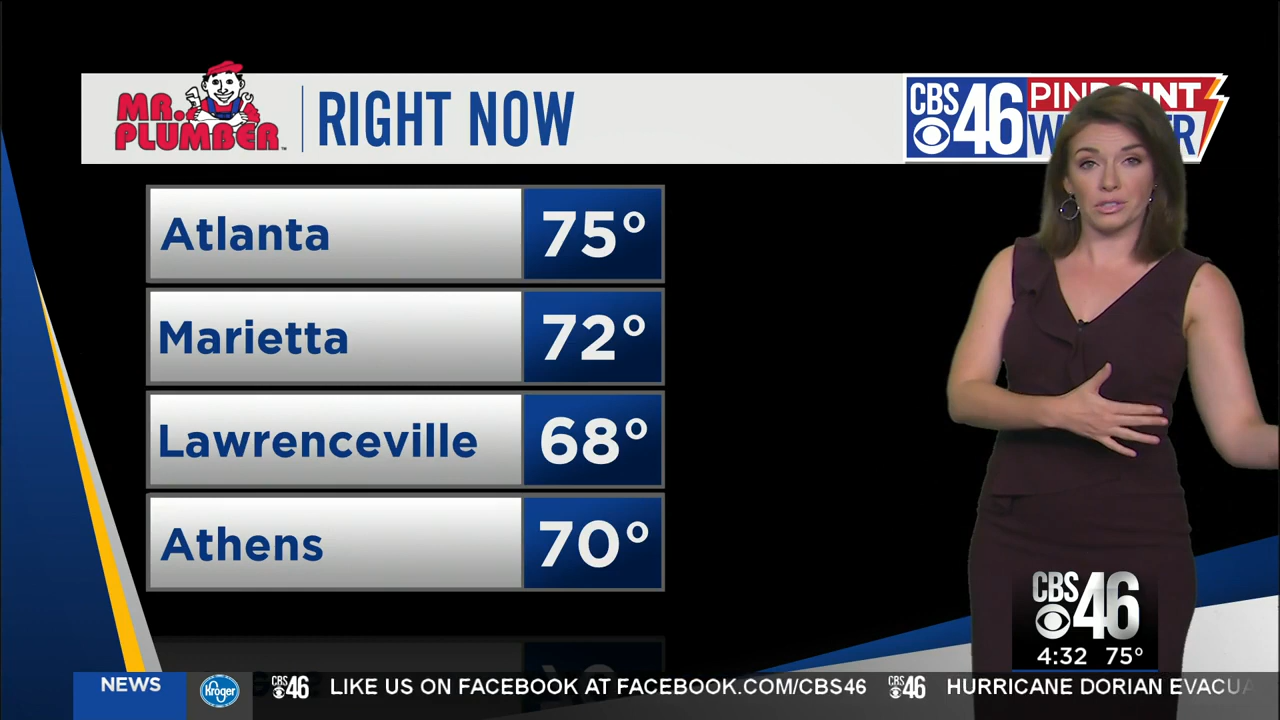 MR.
PLUMBER
RIGHT NOW
CBS 46 PINPOINT
Atlanta 75°
Marietta 72°
Lawrenceville 68°
Athens 70°
CBS 46
4:32 75°
NEWS Kroger CBS 46 LIKE US ON FACEBOOK AT FACEBOOK.COM/CBS46 CBS 46 HURRICANE DORIAN EVACUA